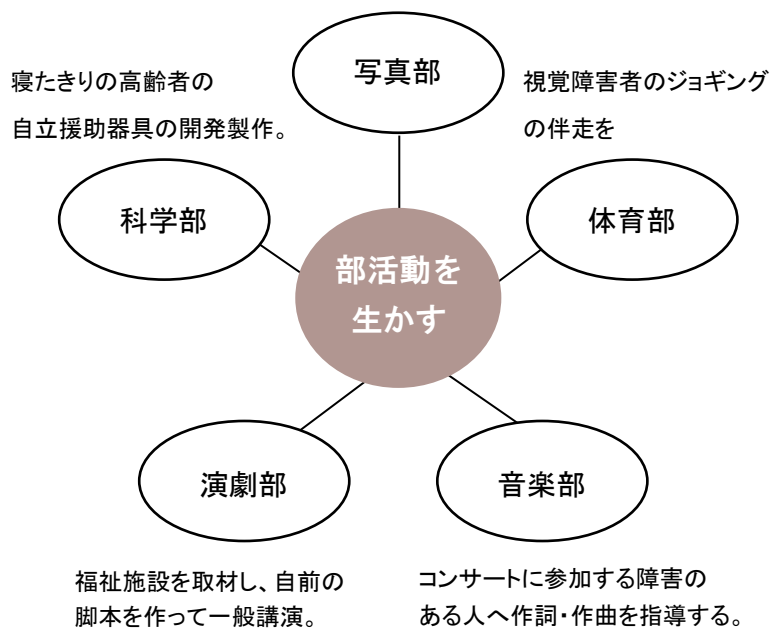 写真部
寝たきりの高齢者の
自立援助器具の開発製作。
視覚障害者のジョギング
の伴走を
科学部
体育部
部活動を
生かす
演劇部
音楽部
福祉施設を取材し、自前の
脚本を作って一般講演。
コンサートに参加する障害の
ある人へ作詞・作曲を指導する。